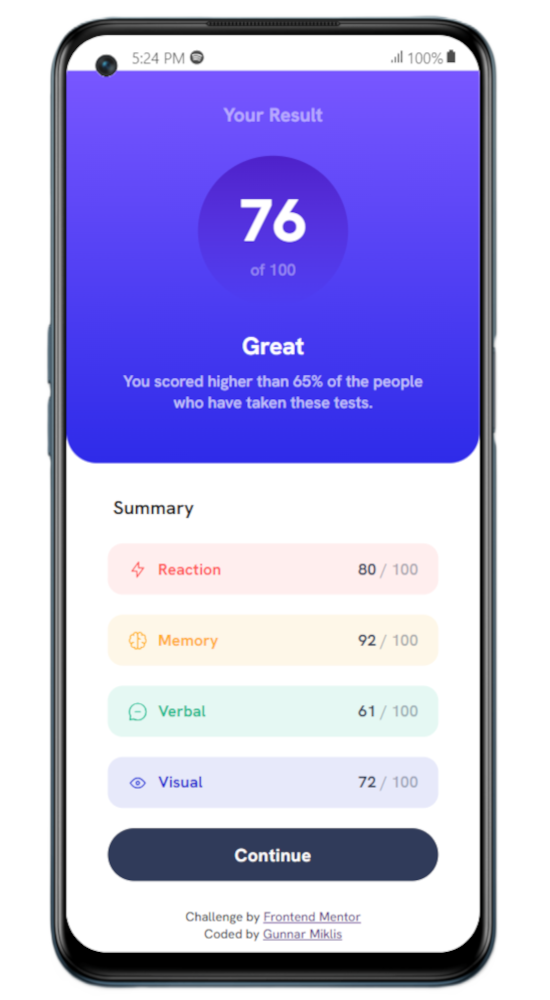 5:24 PM
100%
Your Result
76
of 100
Great
You scored higher than 65% of the people
who have taken these tests.
Summary
Reaction 80 / 100
Memory 92 / 100
Verbal 61 / 100
Visual 72 / 100
Continue
Challenge by Frontend Mentor
Coded by Gunnar Miklis